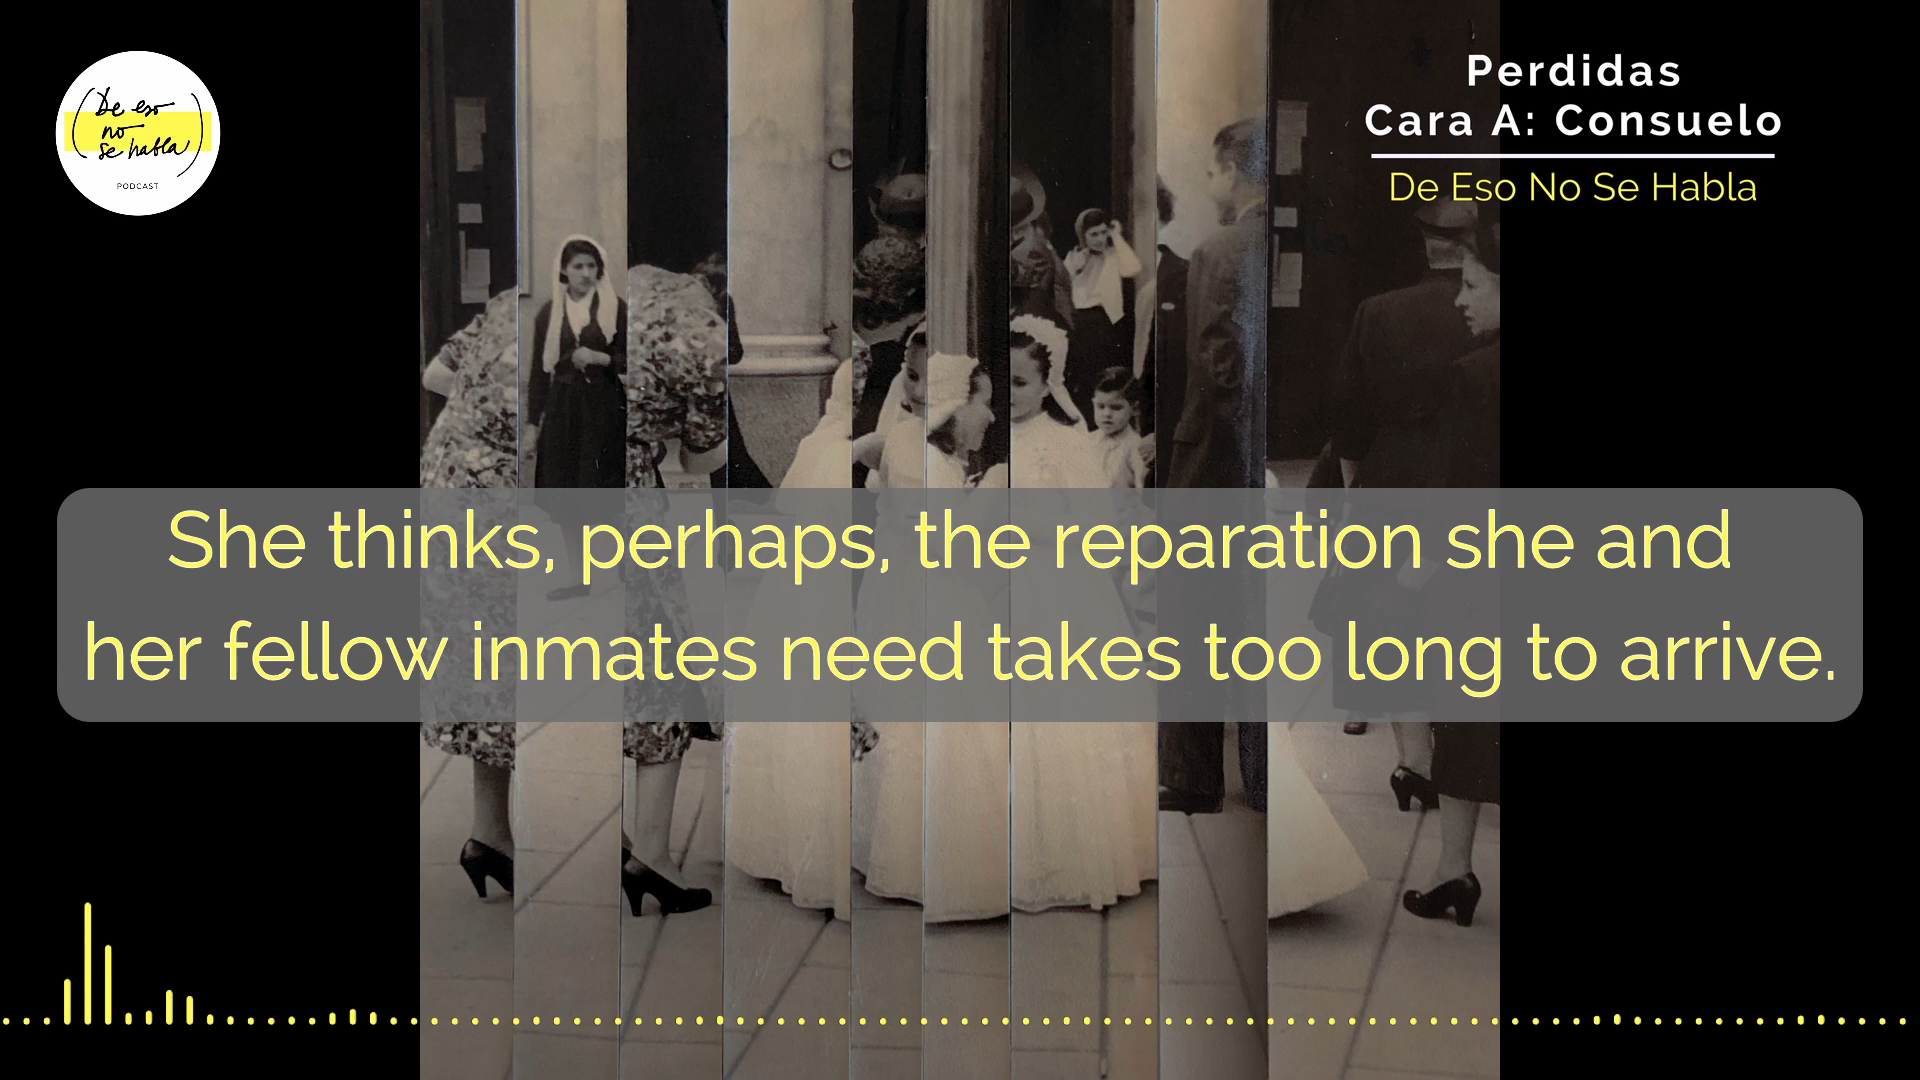 (De eso
no
se habla)
PODCAST
Perdidas
Cara A: Consuelo
De Eso No Se Habla
She thinks, perhaps, the reparation she and
her fellow inmates need takes too long to arrive.